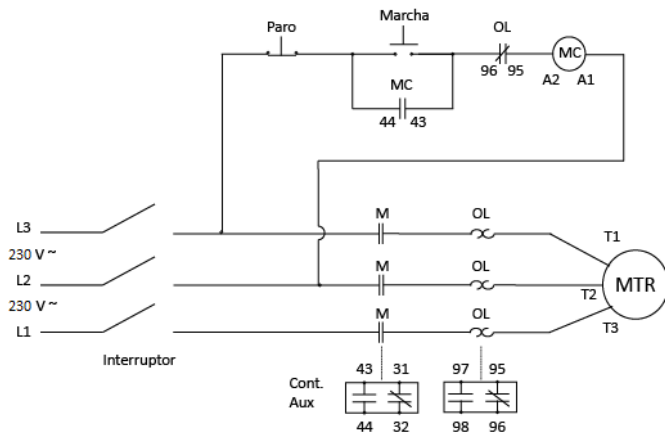 Marcha
Paro
OL
MC
96 95
A2 A1
MC
44 43
L3
M
OL
T1
230 V ~
L2
M
OL
T2
MTR
230 V ~
L1
M
OL
T3
Interruptor
43 31
97 95
Cont.
Aux
44 32
98 96